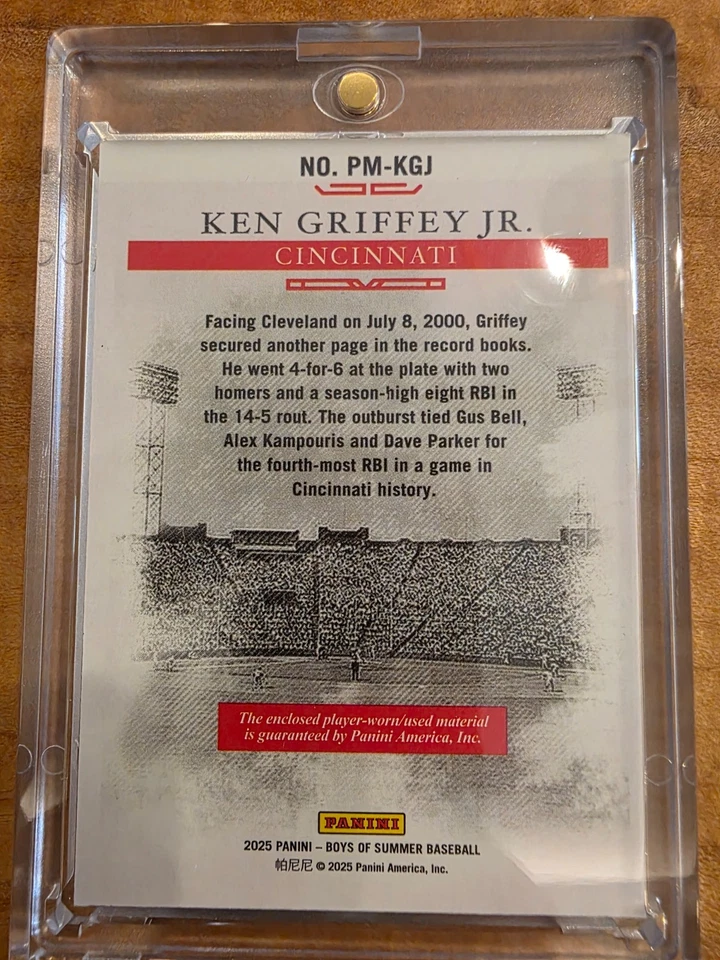 NO. PM-KGJ
KEN GRIFFEY JR.
CINCINNATI
Facing Cleveland on July 8, 2000, Griffey
secured another page in the record books.
He went 4-for-6 at the plate with two
homers and a season-high eight RBI in
the 14-5 rout. The outburst tied Gus Bell,
Alex Kampouris and Dave Parker for
the fourth-most RBI in a game in
Cincinnati history.
The enclosed player-worn/used material
is guaranteed by Panini America, Inc.
PANINI
2025 PANINI – BOYS OF SUMMER BASEBALL
帕尼尼 © 2025 Panini America, Inc.